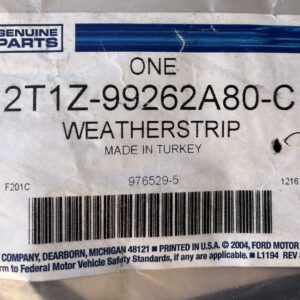 GENUINE
PARTS
ONE
2T1Z-99262A80-C
WEATHERSTRIP
MADE IN TURKEY
F201C
976529-5
1216
COMPANY, DEARBORN, MICHIGAN 48121 ■ PRINTED IN U.S.A. © 2004, FORD MOTOR
rm to Federal Motor Vehicle Safety Standards, if any are applicable. ■ L1194 REV